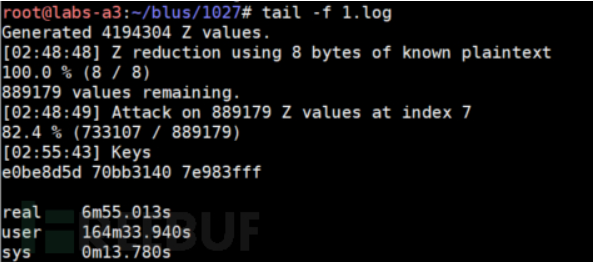 root@labs-a3:~/blus/1027# tail -f 1.log
Generated 4194304 Z values.
[02:48:48] Z reduction using 8 bytes of known plaintext
100.0 % (8 / 8)
889179 values remaining.
[02:48:49] Attack on 889179 Z values at index 7
82.4 % (733107 / 889179)
[02:55:43] Keys
e0be8d5d 70bb3140 7e983fff
real 6m55.013s
user 164m33.940s
sys 0m13.780s